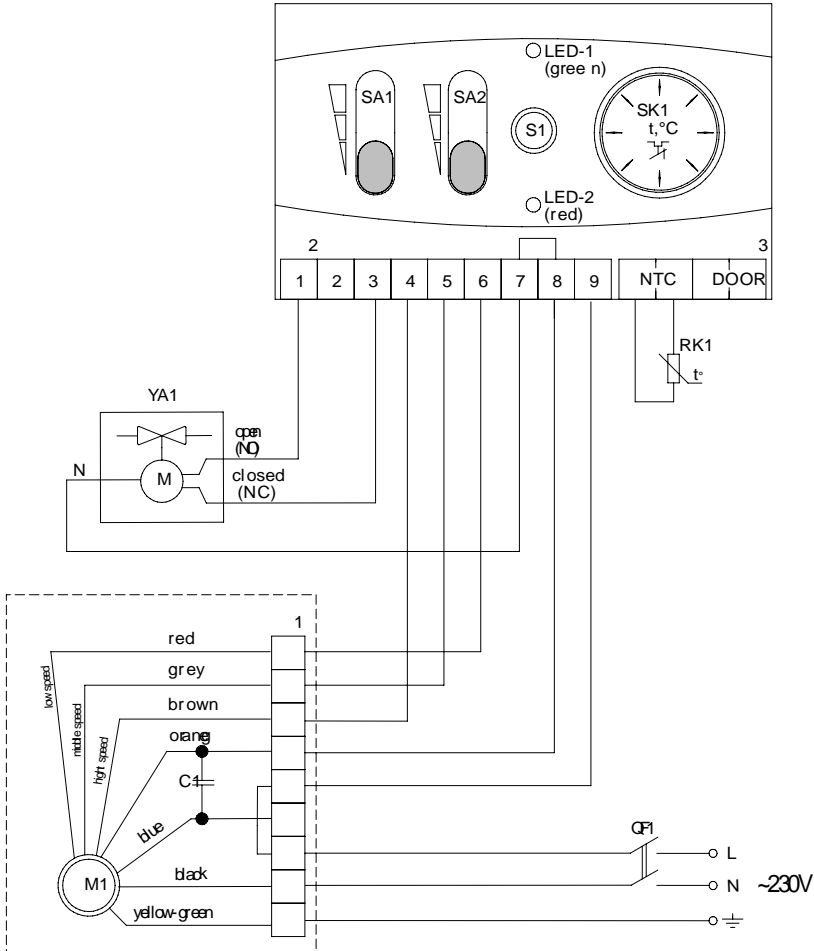 LED-1
(gree n)
SA1
SA2
S1
SK1
t,°C
LED-2
(red)
2
3
1 2 3 4 5 6 7 8 9 NTC DOOR
RK1
t°
YA1
open
(NO)
N
M
closed
(NC)
1
red
grey
brown
orang
C1
blue
black
yellow-green
low speed
middle speed
hight speed
M1
QF1
L
N
~230V